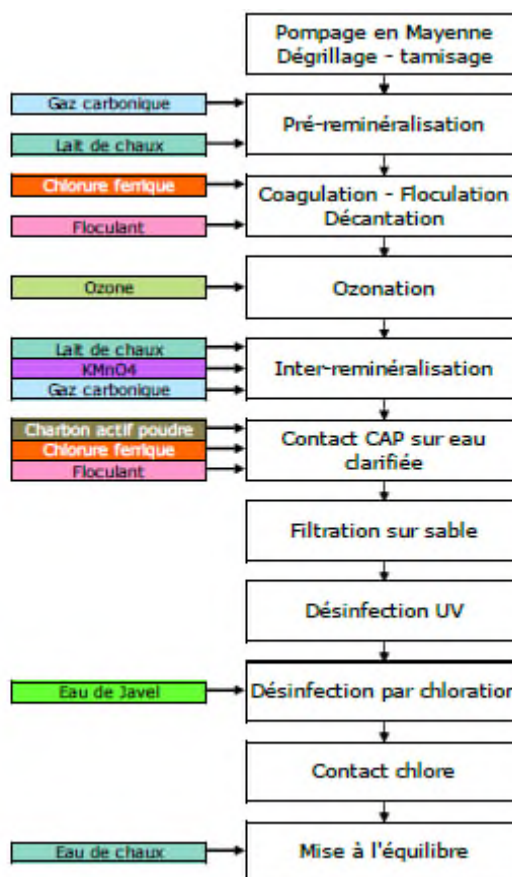 Pompage en Mayenne
Dégrillage - tamisage
Gaz carbonique
Lait de chaux
Pré-reminéralisation
Chlorure ferrique
Floculant
Coagulation - Floculation
Décantation
Ozone
Ozonation
Lait de chaux
KMnO4
Gaz carbonique
Inter-reminéralisation
Charbon actif poudre
Chlorure ferrique
Floculant
Contact CAP sur eau
clarifiée
Filtration sur sable
Désinfection UV
Eau de Javel
Désinfection par chloration
Contact chlore
Eau de chaux
Mise à l'équilibre